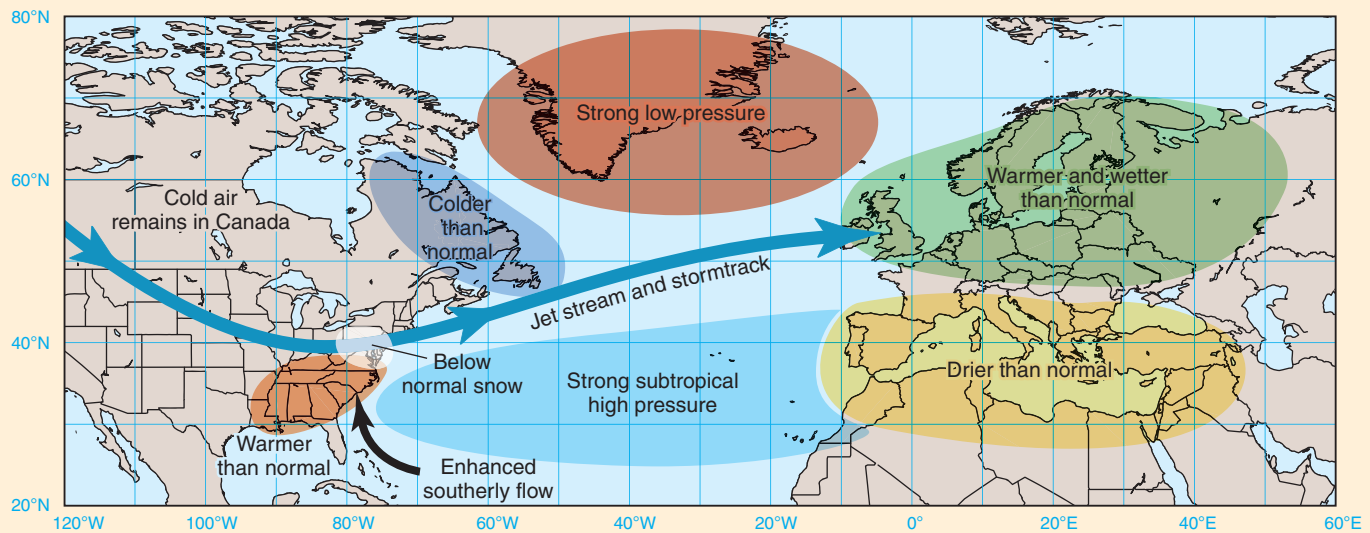 80°N
Strong low pressure
60°N
Cold air
remains in Canada
Colder
than
normal
Warmer and wetter
than normal
Jet stream and stormtrack
40°N
Below
normal snow
Strong subtropical
high pressure
Drier than normal
Warmer
than normal
Enhanced
southerly flow
20°N
120°W
100°W
80°W
60°W
40°W
20°W
0°
20°E
40°E
60°E